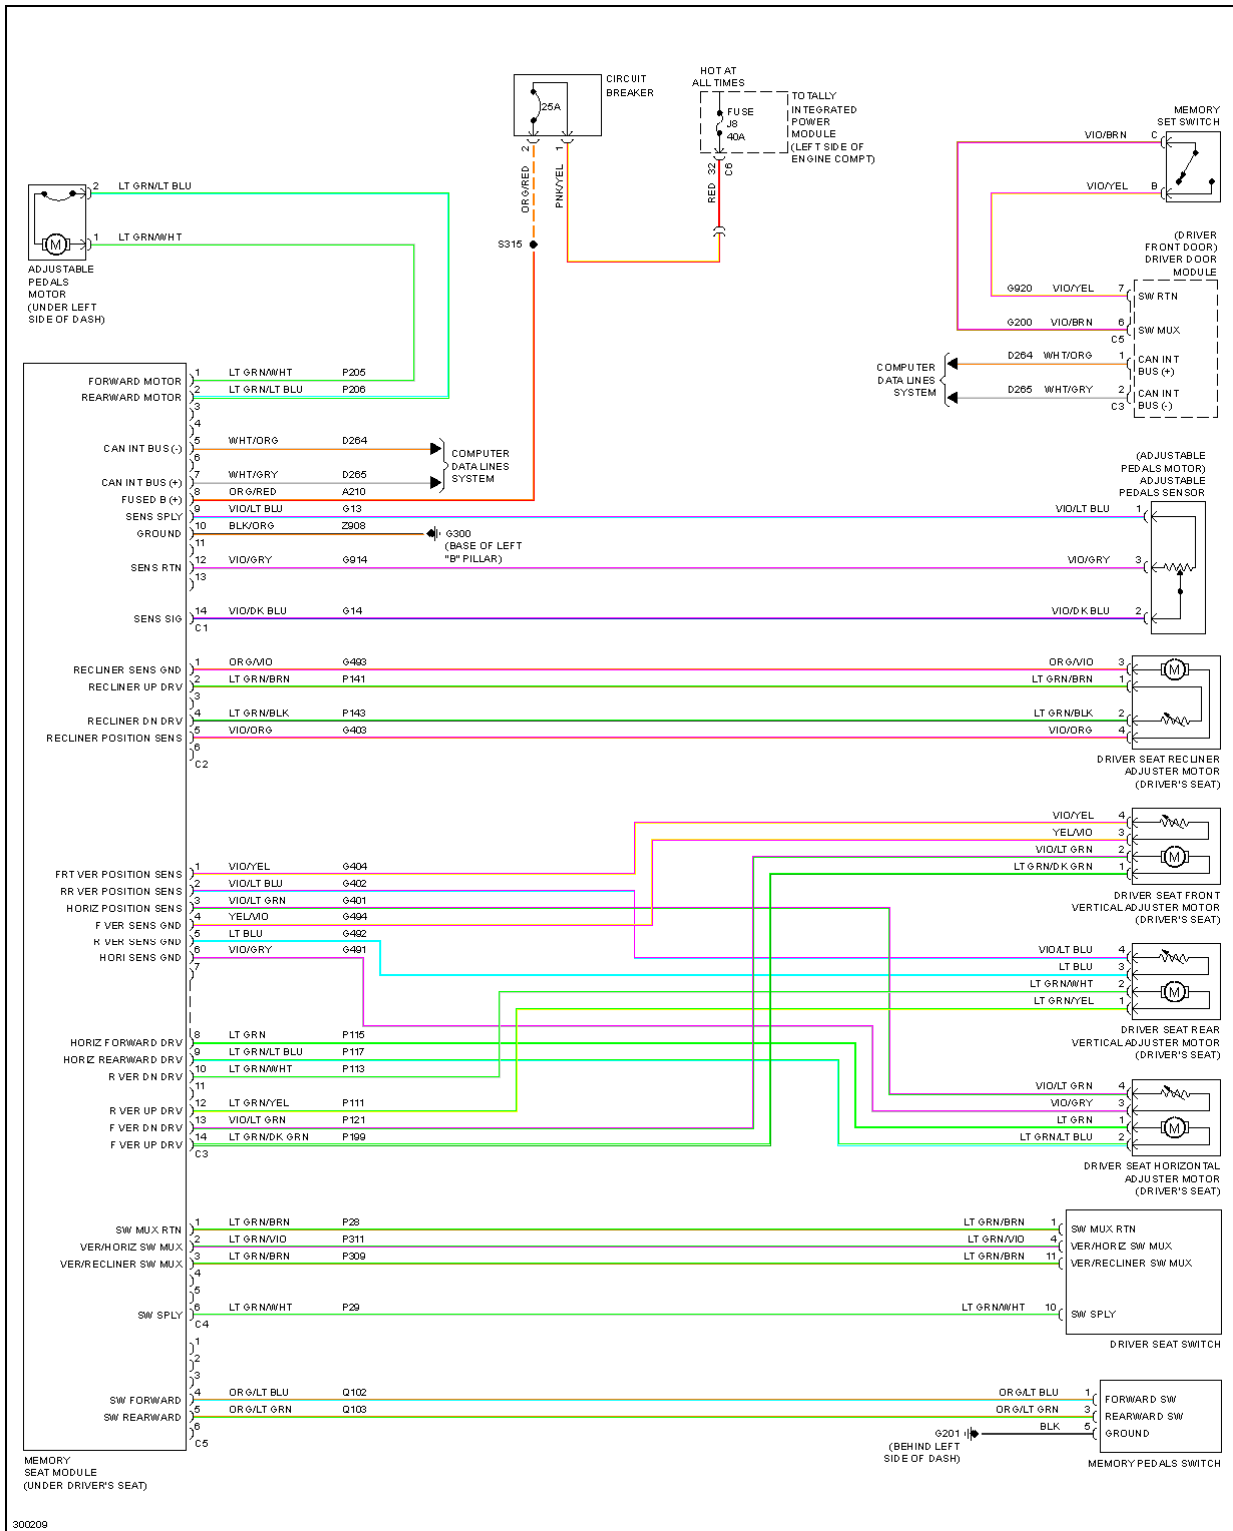 CIRCUIT
BREAKER
25A
2
1
ORG/RED
PNK/YEL
S315
HOT AT
ALL TIMES
FUSE
J8
40A
TOTALLY
INTEGRATED
POWER
MODULE
(LEFT SIDE OF
ENGINE COMPT)
32
C6
RED
MEMORY
SET SWITCH
VIO/BRN C
VIO/YEL B
(DRIVER
FRONT DOOR)
DRIVER DOOR
MODULE
G920 VIO/YEL 7 SW RTN
G200 VIO/BRN 6 SW MUX
C5
D264 WHT/ORG 1 CAN INT
BUS (+)
D265 WHT/GRY 2 CAN INT
BUS (-)
C3
COMPUTER
DATA LINES
SYSTEM
2 LT GRN/LT BLU
1 LT GRN/WHT
M
ADJUSTABLE
PEDALS
MOTOR
(UNDER LEFT
SIDE OF DASH)
FORWARD MOTOR 1 LT GRN/WHT P205
REARWARD MOTOR 2 LT GRN/LT BLU P206
3
4
CAN INT BUS (-) 5 WHT/ORG D264
6
CAN INT BUS (+) 7 WHT/GRY D265
COMPUTER
DATA LINES
SYSTEM
FUSED B (+) 8 ORG/RED A210
SENS SPLY 9 VIO/LT BLU G13
GROUND 10 BLK/ORG Z908
G300
(BASE OF LEFT
"B" PILLAR)
11
SENS RTN 12 VIO/GRY G914
13
SENS SIG 14 VIO/DK BLU G14
C1
(ADJUSTABLE
PEDALS MOTOR)
ADJUSTABLE
PEDALS SENSOR
VIO/LT BLU 1
VIO/GRY 3
VIO/DK BLU 2
RECLINER SENS GND 1 ORG/VIO G493 ORG/VIO 3
M
RECLINER UP DRV 2 LT GRN/BRN P141 LT GRN/BRN 1
3
RECLINER DN DRV 4 LT GRN/BLK P143 LT GRN/BLK 2
RECLINER POSITION SENS 5 VIO/ORG G403 VIO/ORG 4
6
C2
DRIVER SEAT RECLINER
ADJUSTER MOTOR
(DRIVER'S SEAT)
VIO/YEL 4
YEL/VIO 3
VIO/LT GRN 2
M
LT GRN/DK GRN 1
DRIVER SEAT FRONT
VERTICAL ADJUSTER MOTOR
(DRIVER'S SEAT)
FRT VER POSITION SENS 1 VIO/YEL G404
RR VER POSITION SENS 2 VIO/LT BLU G402
HORIZ POSITION SENS 3 VIO/LT GRN G401
F VER SENS GND 4 YEL/VIO G494
R VER SENS GND 5 LT BLU G492
HORI SENS GND 6 VIO/GRY G491
7
VIO/LT BLU 4
LT BLU 3
LT GRN/WHT 2
M
LT GRN/YEL 1
DRIVER SEAT REAR
VERTICAL ADJUSTER MOTOR
(DRIVER'S SEAT)
HORIZ FORWARD DRV 8 LT GRN P115
HORIZ REARWARD DRV 9 LT GRN/LT BLU P117
R VER DN DRV 10 LT GRN/WHT P113
11
R VER UP DRV 12 LT GRN/YEL P111
F VER DN DRV 13 VIO/LT GRN P121
F VER UP DRV 14 LT GRN/DK GRN P199
C3
VIO/LT GRN 4
VIO/GRY 3
LT GRN 1
M
LT GRN/LT BLU 2
DRIVER SEAT HORIZONTAL
ADJUSTER MOTOR
(DRIVER'S SEAT)
SW MUX RTN 1 LT GRN/BRN P28 LT GRN/BRN 1 SW MUX RTN
VER/HORIZ SW MUX 2 LT GRN/VIO P311 LT GRN/VIO 4 VER/HORIZ SW MUX
VER/RECLINER SW MUX 3 LT GRN/BRN P309 LT GRN/BRN 11 VER/RECLINER SW MUX
4
5
SW SPLY 6 LT GRN/WHT P29 LT GRN/WHT 10 SW SPLY
C4
DRIVER SEAT SWITCH
1
2
3
SW FORWARD 4 ORG/LT BLU Q102 ORG/LT BLU 1 FORWARD SW
SW REARWARD 5 ORG/LT GRN Q103 ORG/LT GRN 3 REARWARD SW
6
C5
G201
(BEHIND LEFT
SIDE OF DASH)
BLK 5 GROUND
MEMORY PEDALS SWITCH
MEMORY
SEAT MODULE
(UNDER DRIVER'S SEAT)
300209